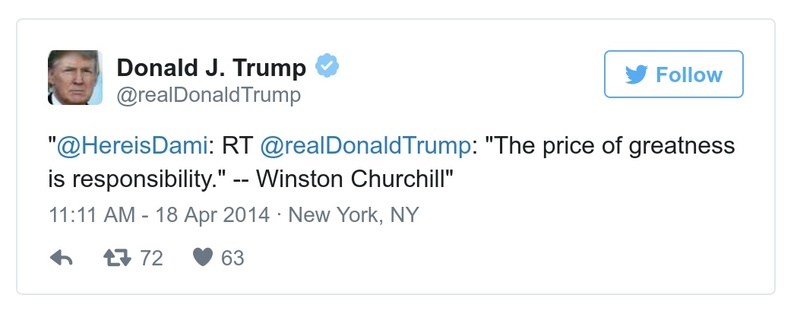 Donald J. Trump
@realDonaldTrump
Follow
"@HereisDami: RT @realDonaldTrump: "The price of greatness
is responsibility." -- Winston Churchill"
11:11 AM - 18 Apr 2014 · New York, NY
72 63